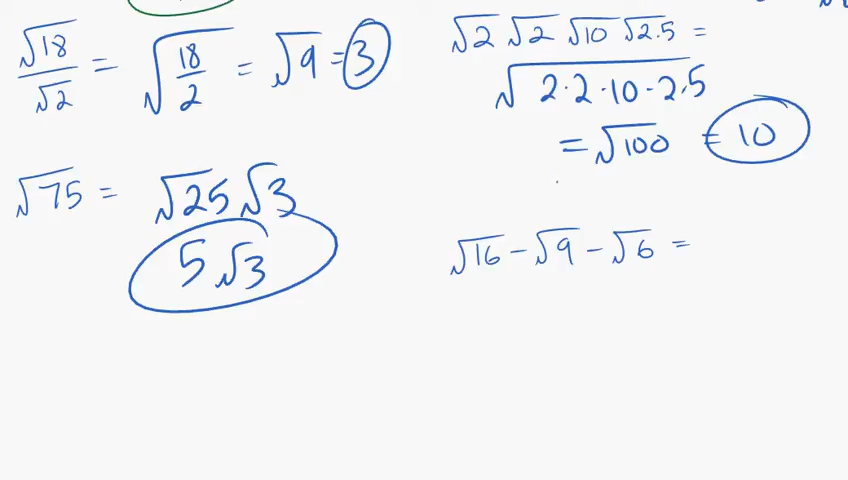 √18/√2 = √(18/2) = √9 = 3
√75 = √25 √3
5√3
√2 √2 √10 √2.5 =
√(2·2·10·2.5)
= √100 = 10
√16 - √9 - √6 =